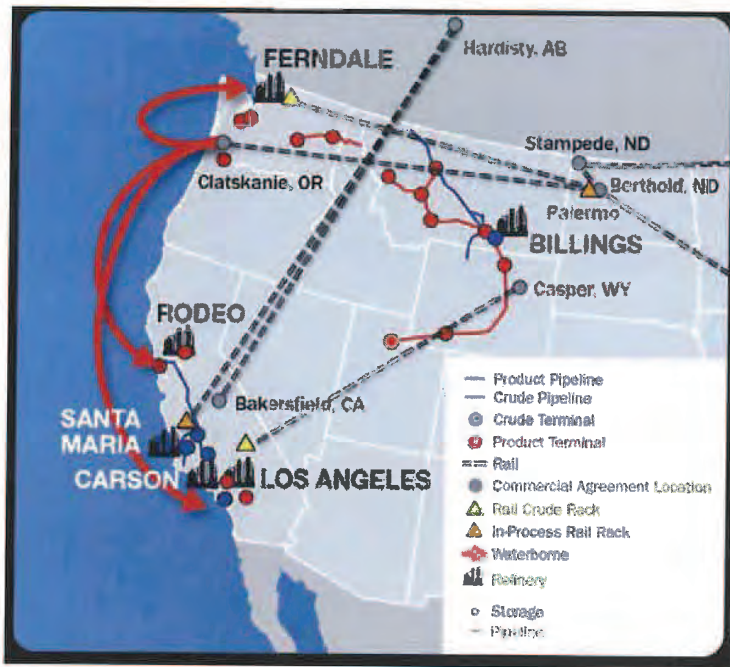 FERNDALE
Hardisty, AB
Stampede, ND
Clatskanie, OR
Berthold, ND
Palermo
BILLINGS
Casper, WY
RODEO
Bakersfield, CA
SANTA
MARIA
CARSON
LOS ANGELES
Product Pipeline
Crude Pipeline
Crude Terminal
Product Terminal
Rail
Commercial Agreement Location
Rail Crude Rack
In-Process Rail Rack
Waterborne
Refinery
Storage
Pipeline